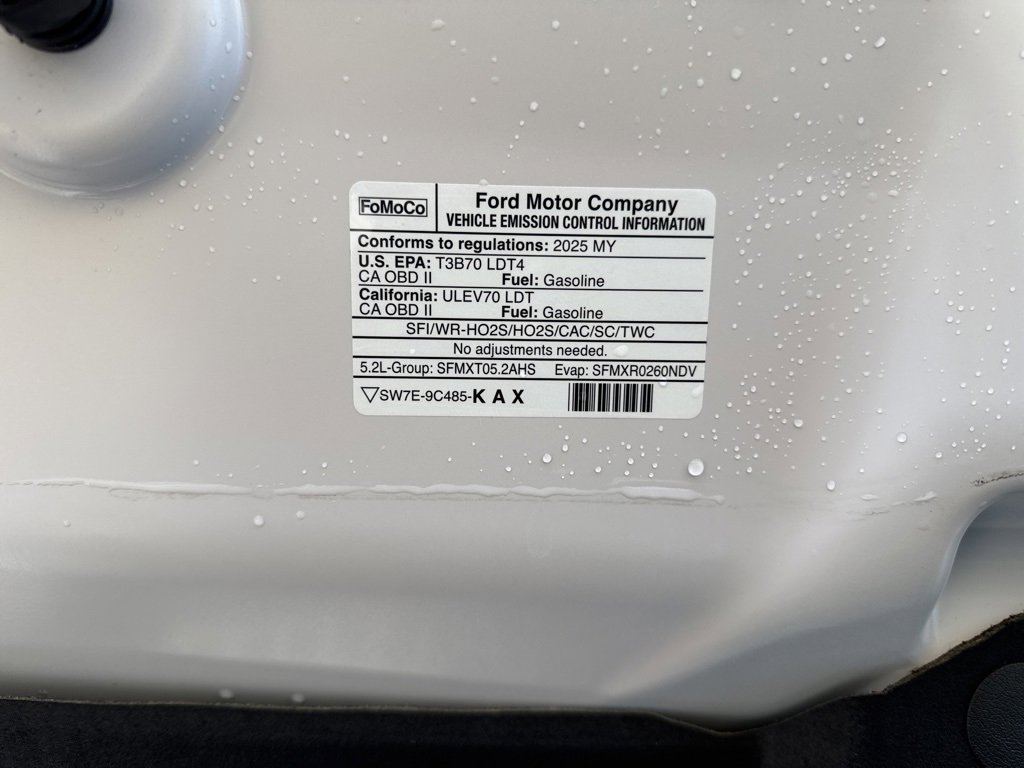 FoMoCo
Ford Motor Company
VEHICLE EMISSION CONTROL INFORMATION
Conforms to regulations: 2025 MY
U.S. EPA: T3B70 LDT4
CA OBD II Fuel: Gasoline
California: ULEV70 LDT
CA OBD II Fuel: Gasoline
SFI/WR-HO2S/HO2S/CAC/SC/TWC
No adjustments needed.
5.2L-Group: SFMXT05.2AHS Evap: SFMXR0260NDV
SW7E-9C485-K A X